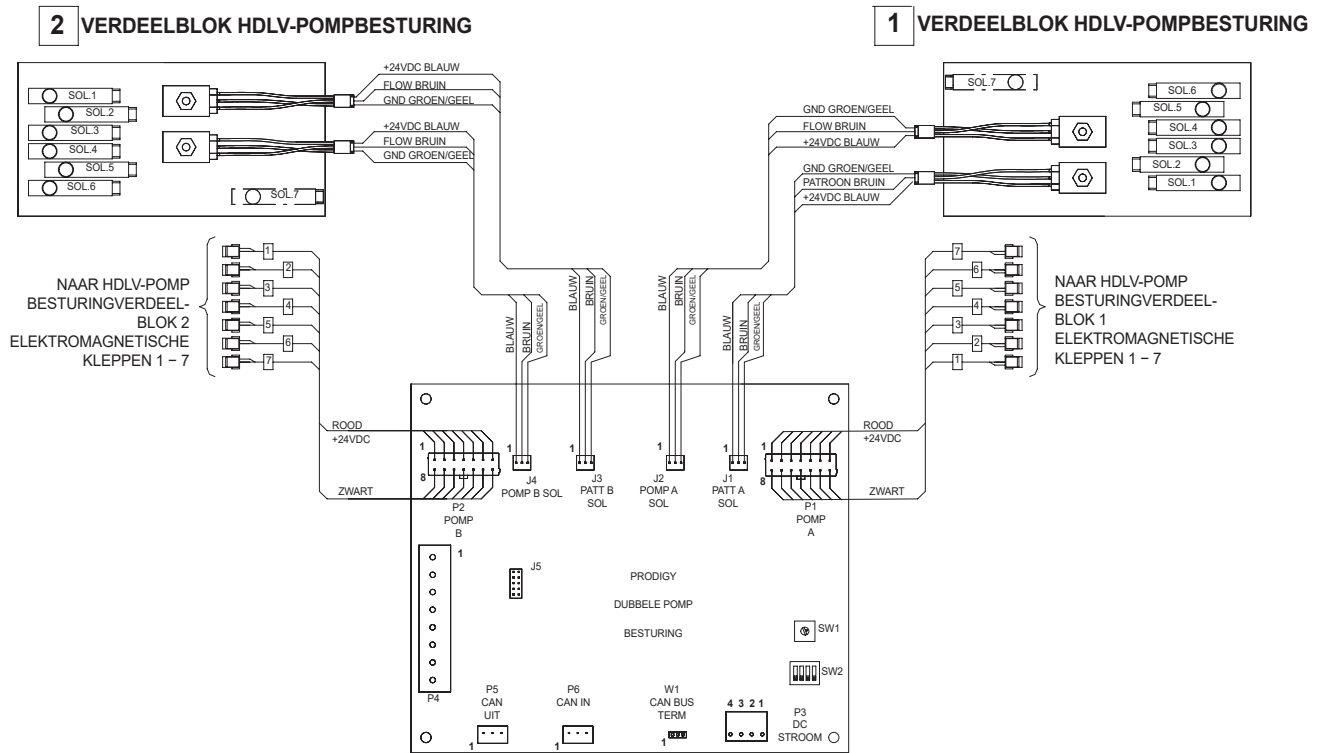 2 VERDEELBLOK HDLV-POMPBESTURING
1 VERDEELBLOK HDLV-POMPBESTURING
SOL.1
SOL.2
SOL.3
SOL.4
SOL.5
SOL.6
SOL.7
+24VDC BLAUW
FLOW BRUIN
GND GROEN/GEEL
+24VDC BLAUW
FLOW BRUIN
GND GROEN/GEEL
GND GROEN/GEEL
FLOW BRUIN
+24VDC BLAUW
GND GROEN/GEEL
PATROON BRUIN
+24VDC BLAUW
SOL.7
SOL.6
SOL.5
SOL.4
SOL.3
SOL.2
SOL.1
NAAR HDLV-POMP
BESTURINGVERDEEL-
BLOK 2
ELEKTROMAGNETISCHE
KLEPPEN 1 – 7
1
2
3
4
5
6
7
BLAUW
BRUIN
GROEN/GEEL
BLAUW
BRUIN
GROEN/GEEL
BLAUW
BRUIN
GROEN/GEEL
BLAUW
BRUIN
GROEN/GEEL
7
6
5
4
3
2
1
NAAR HDLV-POMP
BESTURINGVERDEEL-
BLOK 1
ELEKTROMAGNETISCHE
KLEPPEN 1 – 7
ROOD
+24VDC
ZWART
1
8
P2
POMP
B
1
J4
POMP B SOL
1
J3
PATT B
SOL
1
J2
POMP A
SOL
1
J1
PATT A
SOL
1
8
P1
POMP
A
ROOD
+24VDC
ZWART
1
P4
J5
PRODIGY
DUBBELE POMP
BESTURING
SW1
SW2
P5
CAN
UIT
1
P6
CAN IN
1
W1
CAN BUS
TERM
1
4 3 2 1
P3
DC
STROOM